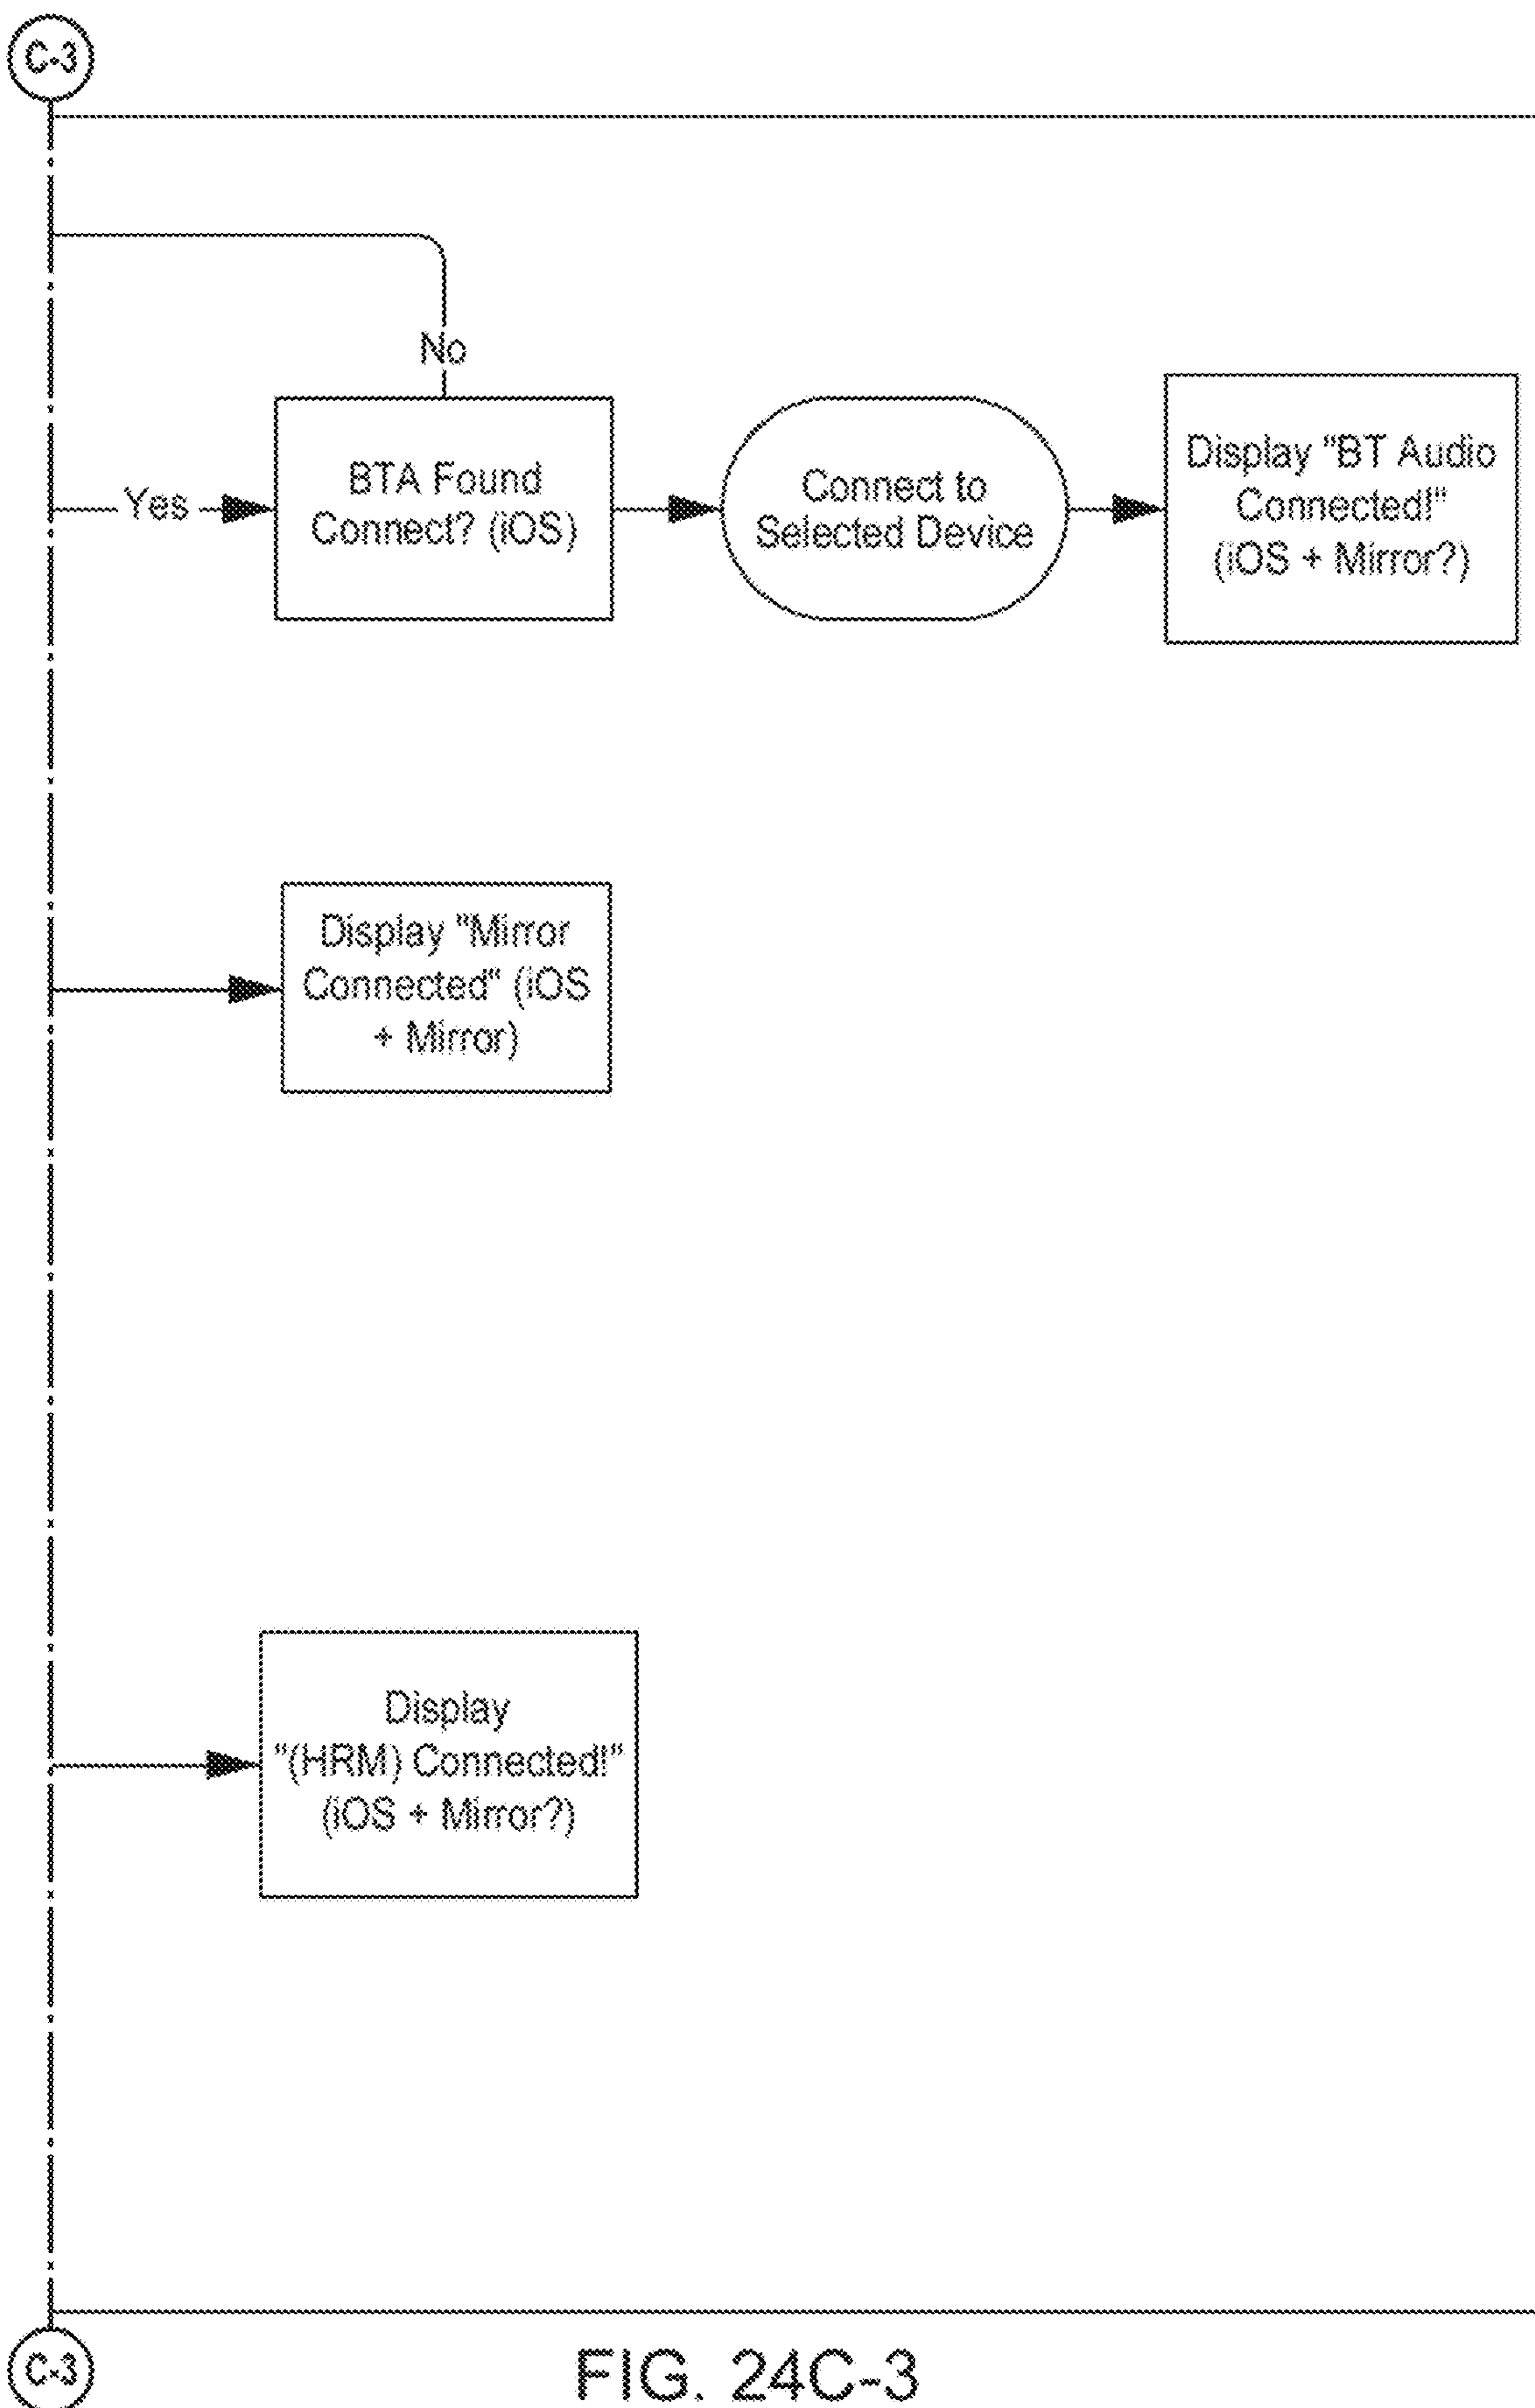 C-3
No
Yes
BTA Found
Connect? (iOS)
Connect to
Selected Device
Display "BT Audio
Connected!"
(iOS + Mirror?)
Display "Mirror
Connected" (iOS
+ Mirror)
Display
"(HRM) Connected!"
(iOS + Mirror?)
C-3
FIG. 24C-3